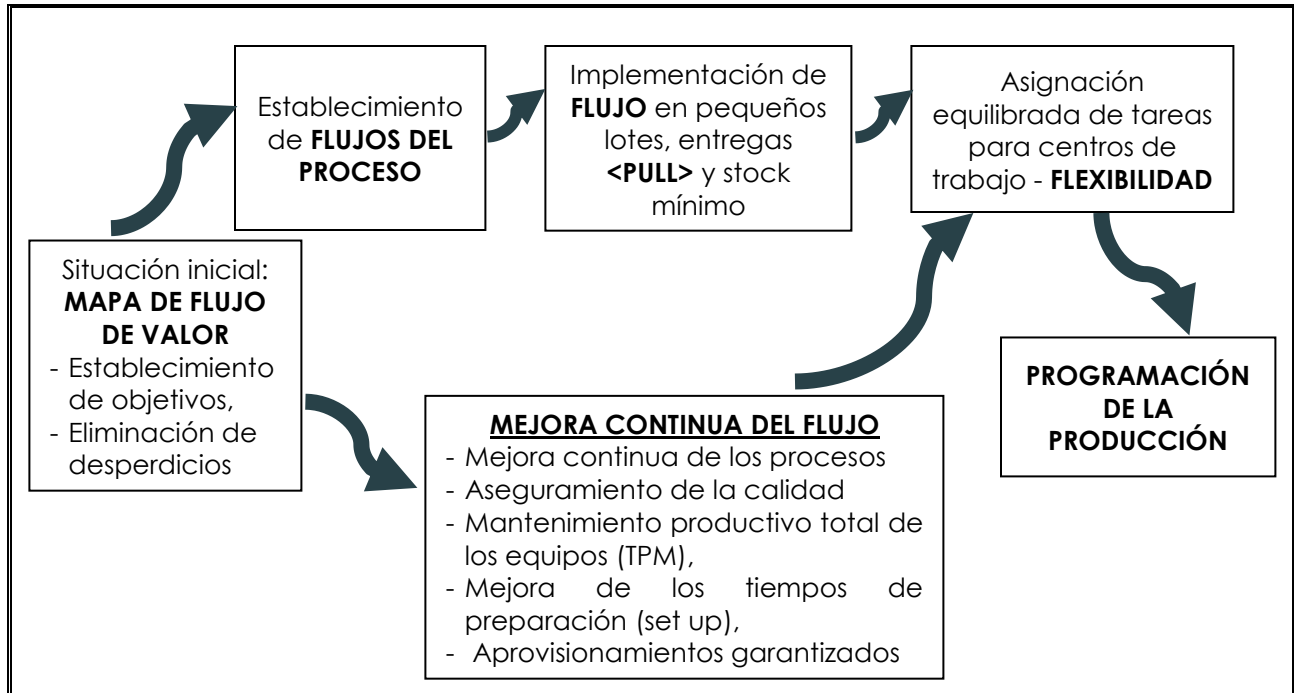 Situación inicial:
MAPA DE FLUJO
DE VALOR
- Establecimiento
de objetivos,
- Eliminación de
desperdicios
Establecimiento
de FLUJOS DEL
PROCESO
Implementación de
FLUJO en pequeños
lotes, entregas
<PULL> y stock
mínimo
Asignación
equilibrada de tareas
para centros de
trabajo - FLEXIBILIDAD
MEJORA CONTINUA DEL FLUJO
- Mejora continua de los procesos
- Aseguramiento de la calidad
- Mantenimiento productivo total de
los equipos (TPM),
- Mejora de los tiempos de
preparación (set up),
- Aprovisionamientos garantizados
PROGRAMACIÓN
DE LA
PRODUCCIÓN